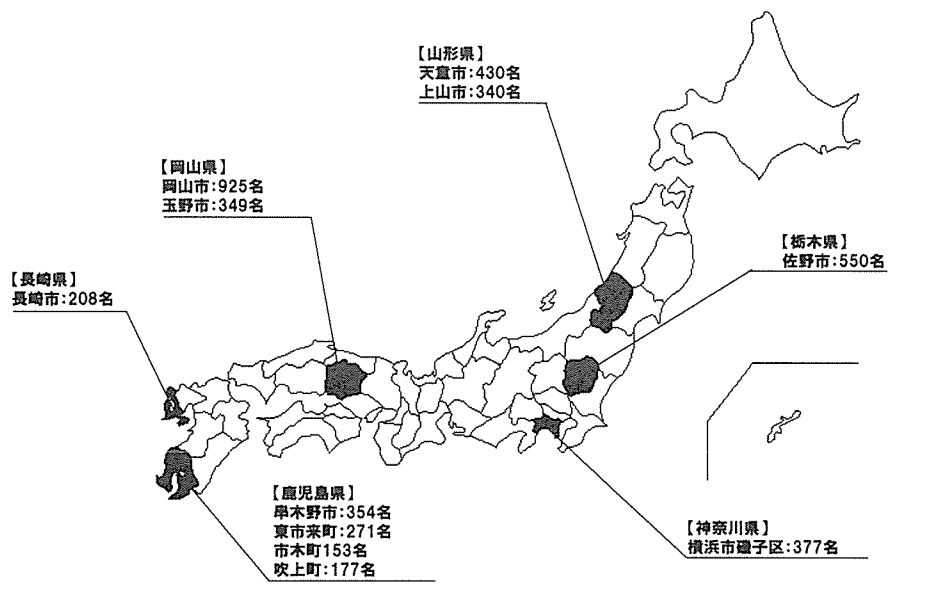 【山形県】
天童市:430名
上山市:340名
【岡山県】
岡山市:925名
玉野市:349名
【栃木県】
佐野市:550名
【長崎県】
長崎市:208名
【鹿児島県】
串木野市:354名
東市来町:271名
市木町153名
吹上町:177名
【神奈川県】
横浜市磯子区:377名